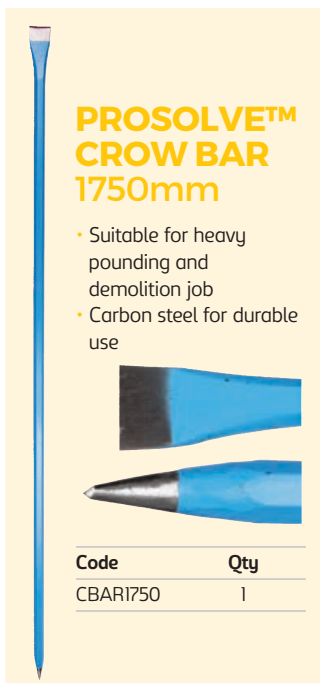 PROSOLVE™
CROW BAR
1750mm
• Suitable for heavy
pounding and
demolition job
• Carbon steel for durable
use
Code Qty
CBAR1750 1